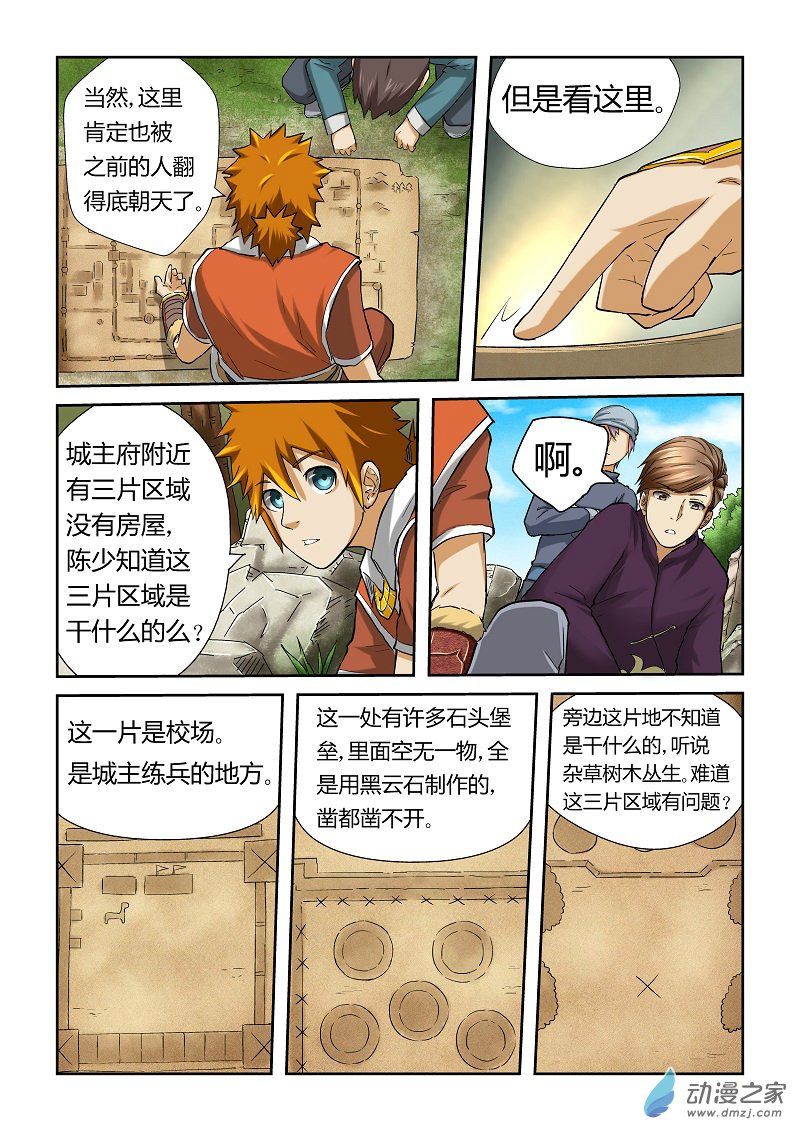 当然,这里
肯定也被
之前的人翻
得底朝天了。
但是看这里。
城主府附近
有三片区域
没有房屋,
陈少知道这
三片区域是
干什么的么?
啊。
这一片是校场。
是城主练兵的地方。
这一处有许多石头堡
垒,里面空无一物,全
是用黑云石制作的,
凿都凿不开。
旁边这片地不知道
是干什么的,听说
杂草树木丛生。难道
这三片区域有问题?
动漫之家
www.dmzj.com